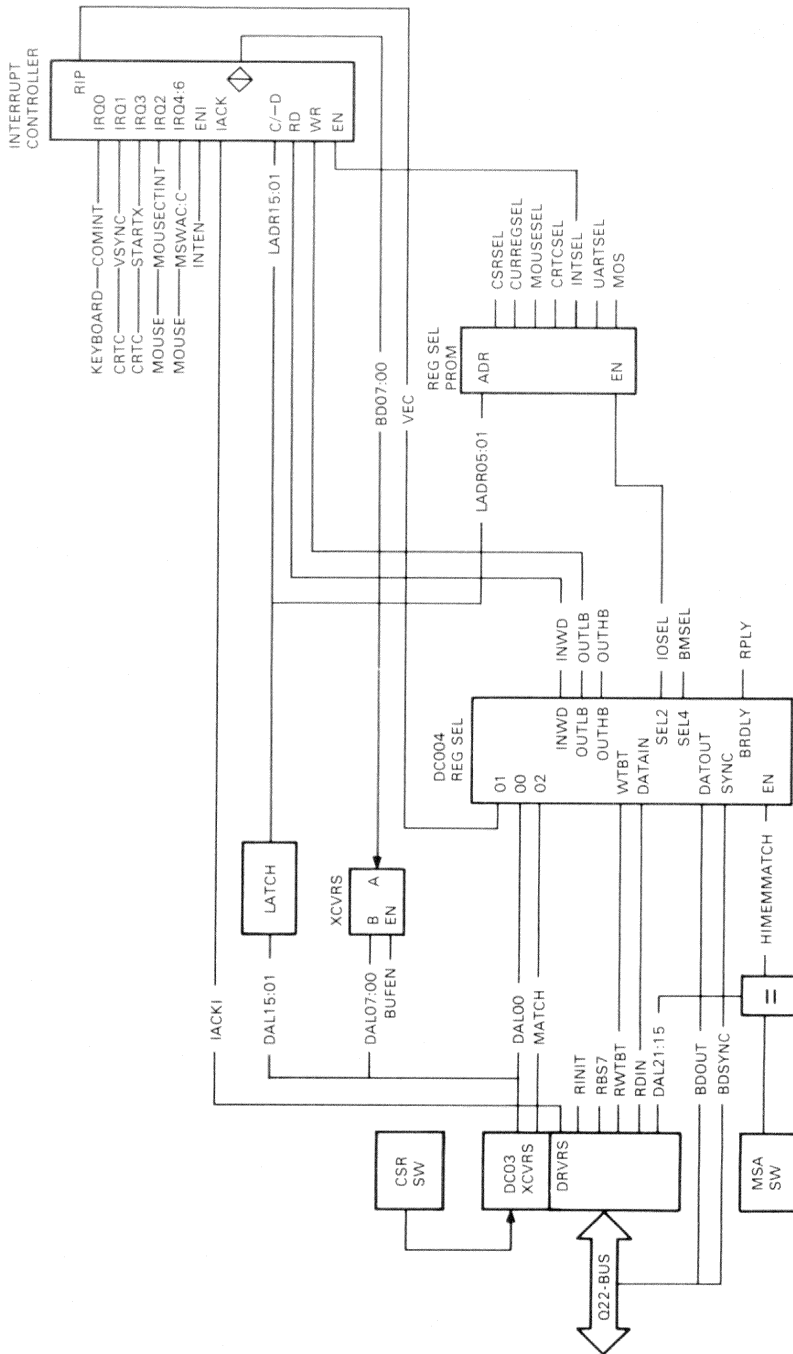 INTERRUPT
CONTROLLER
RIP
IRQ0
IRQ1
IRQ3
IRQ2
IRQ4:6
ENI
IACK
C/–D
RD
WR
EN
KEYBOARD COMINT
CRTC VSYNC
CRTC STARTX
MOUSE MOUSECTINT
MOUSE MSWAC:C
INTEN
LADR15:01
BD07:00
VEC
LADR05:01
REG SEL
PROM
ADR
EN
CSRSEL
CURREGSEL
MOUSESEL
CRTCSEL
INTSEL
UARTSEL
MOS
IACKI
DAL15:01
LATCH
XCVRS
B A
EN
DAL07:00
BUFEN
DC004
REG SEL
O1
00
O2
INWD
OUTLB
OUTHB
WTBT
DATAIN
SEL2
SEL4
DATOUT
SYNC
BRDLY
EN
INWD
OUTLB
OUTHB
IOSEL
BMSEL
RPLY
DAL00
MATCH
RINIT
RBS7
RWTBT
RDIN
DAL21:15
BDOUT
BDSYNC
HIMEMMATCH
=
CSR
SW
DC03
XCVRS
DRVRS
Q22-BUS
MSA
SW